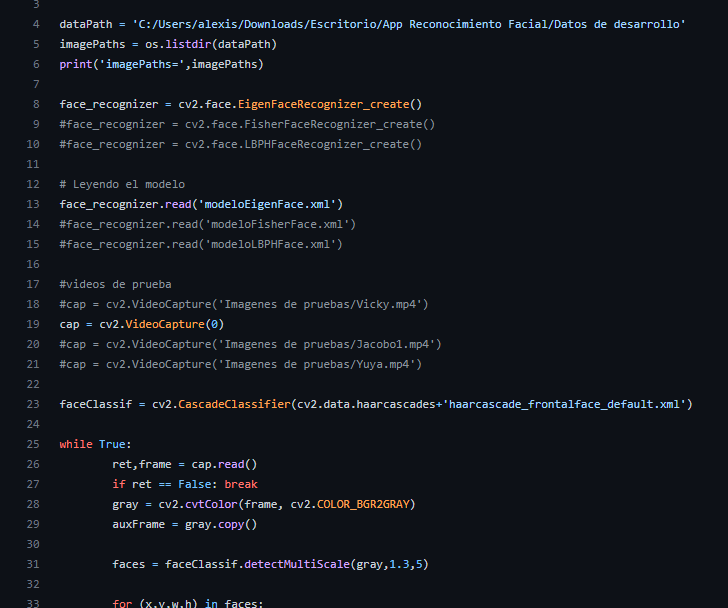 3
4 dataPath = 'C:/Users/alexis/Downloads/Escritorio/App Reconocimiento Facial/Datos de desarrollo'
5 imagePaths = os.listdir(dataPath)
6 print('imagePaths=',imagePaths)
7
8 face_recognizer = cv2.face.EigenFaceRecognizer_create()
9 #face_recognizer = cv2.face.FisherFaceRecognizer_create()
10 #face_recognizer = cv2.face.LBPHFaceRecognizer_create()
11
12 # Leyendo el modelo
13 face_recognizer.read('modeloEigenFace.xml')
14 #face_recognizer.read('modeloFisherFace.xml')
15 #face_recognizer.read('modeloLBPHFace.xml')
16
17 #videos de prueba
18 #cap = cv2.VideoCapture('Imagenes de pruebas/Vicky.mp4')
19 cap = cv2.VideoCapture(0)
20 #cap = cv2.VideoCapture('Imagenes de pruebas/Jacobo1.mp4')
21 #cap = cv2.VideoCapture('Imagenes de pruebas/Yuya.mp4')
22
23 faceClassif = cv2.CascadeClassifier(cv2.data.haarcascades+'haarcascade_frontalface_default.xml')
24
25 while True:
26 ret,frame = cap.read()
27 if ret == False: break
28 gray = cv2.cvtColor(frame, cv2.COLOR_BGR2GRAY)
29 auxFrame = gray.copy()
30
31 faces = faceClassif.detectMultiScale(gray,1.3,5)
32
33 for (x,y,w,h) in faces: